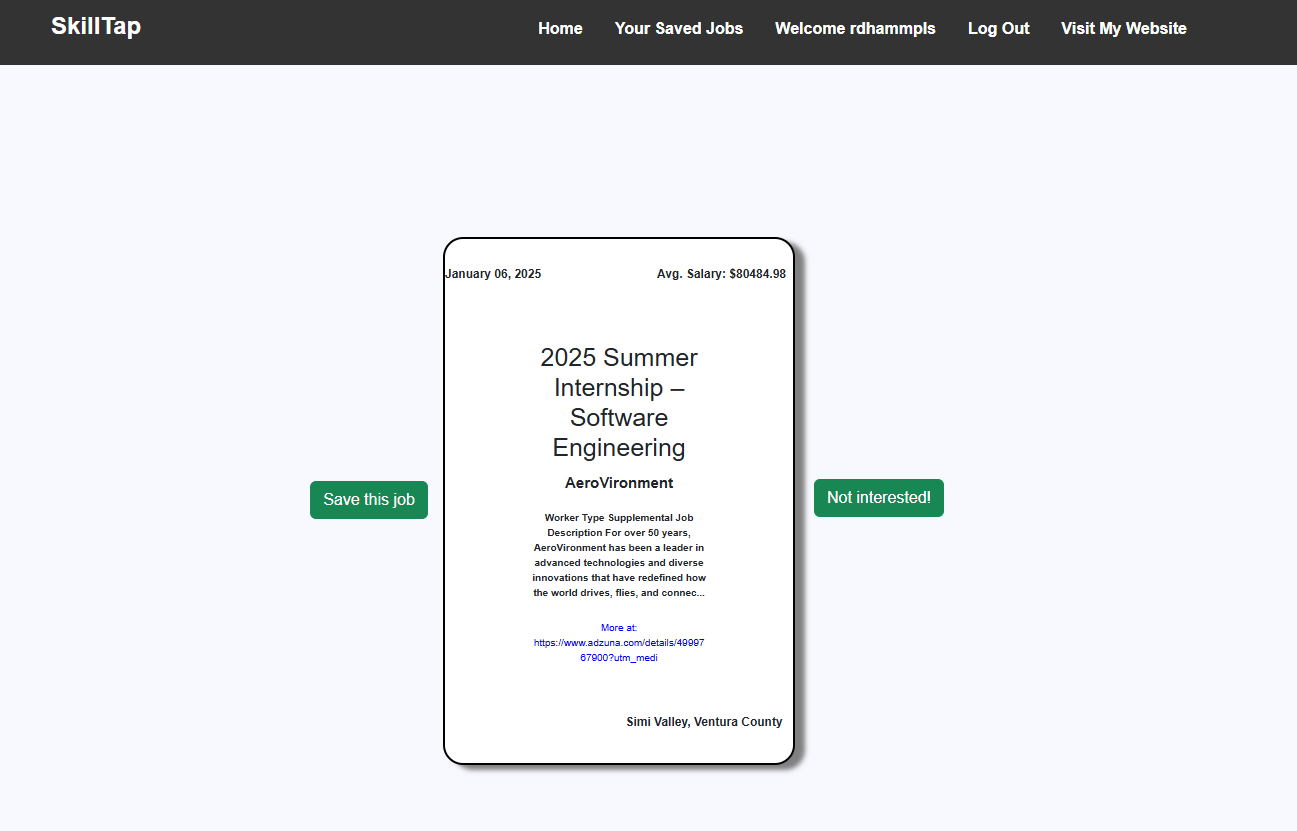 SkillTap
Home Your Saved Jobs Welcome rdhammpls Log Out Visit My Website
January 06, 2025 Avg. Salary: $80484.98
2025 Summer
Internship –
Software
Engineering
AeroVironment
Worker Type Supplemental Job
Description For over 50 years,
AeroVironment has been a leader in
advanced technologies and diverse
innovations that have redefined how
the world drives, flies, and connec...
More at:
https://www.adzuna.com/details/49997
67900?utm_medi
Simi Valley, Ventura County
Save this job
Not interested!